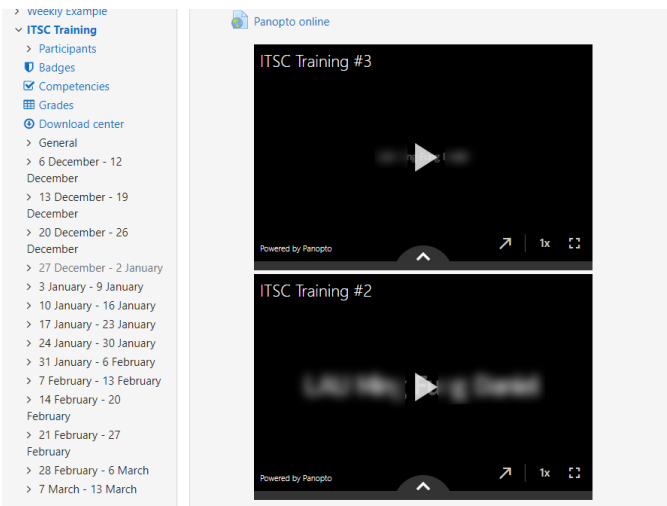 Weekly Example
ITSC Training
Participants
Badges
Competencies
Grades
Download center
General
6 December - 12
December
13 December - 19
December
20 December - 26
December
27 December - 2 January
3 January - 9 January
10 January - 16 January
17 January - 23 January
24 January - 30 January
31 January - 6 February
7 February - 13 February
14 February - 20
February
21 February - 27
February
28 February - 6 March
7 March - 13 March
Panopto online
ITSC Training #3
Powered by Panopto
1x
ITSC Training #2
Powered by Panopto
1x